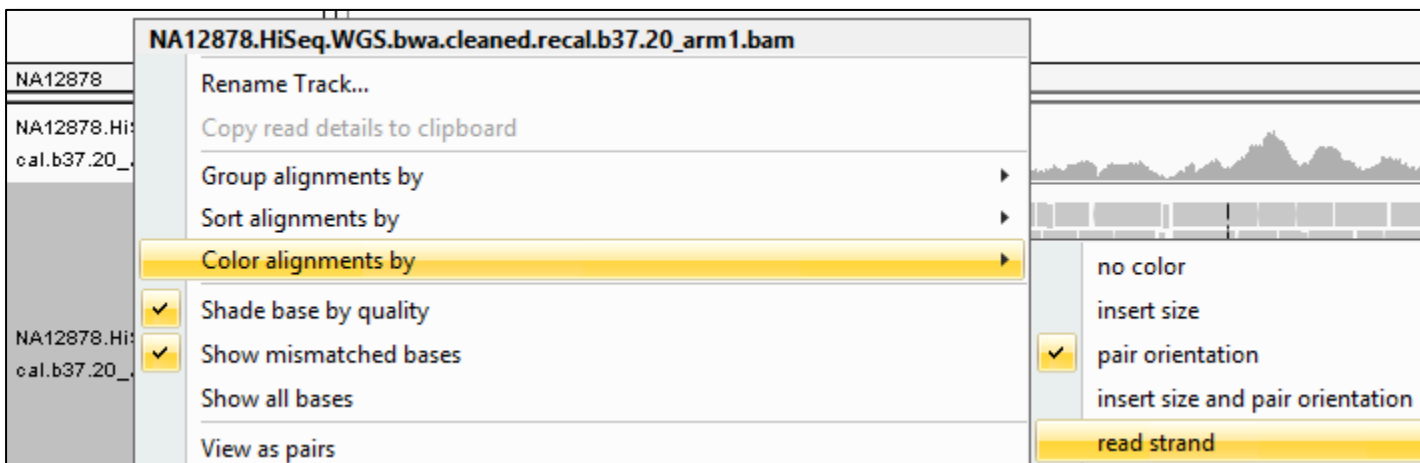 NA12878.HiSeq.WGS.bwa.cleaned.recal.b37.20_arm1.bam
NA12878
Rename Track...
NA12878.Hi
cal.b37.20_
Copy read details to clipboard
Group alignments by
Sort alignments by
Color alignments by
no color
Shade base by quality
insert size
NA12878.Hi
cal.b37.20_
Show mismatched bases
pair orientation
Show all bases
insert size and pair orientation
View as pairs
read strand